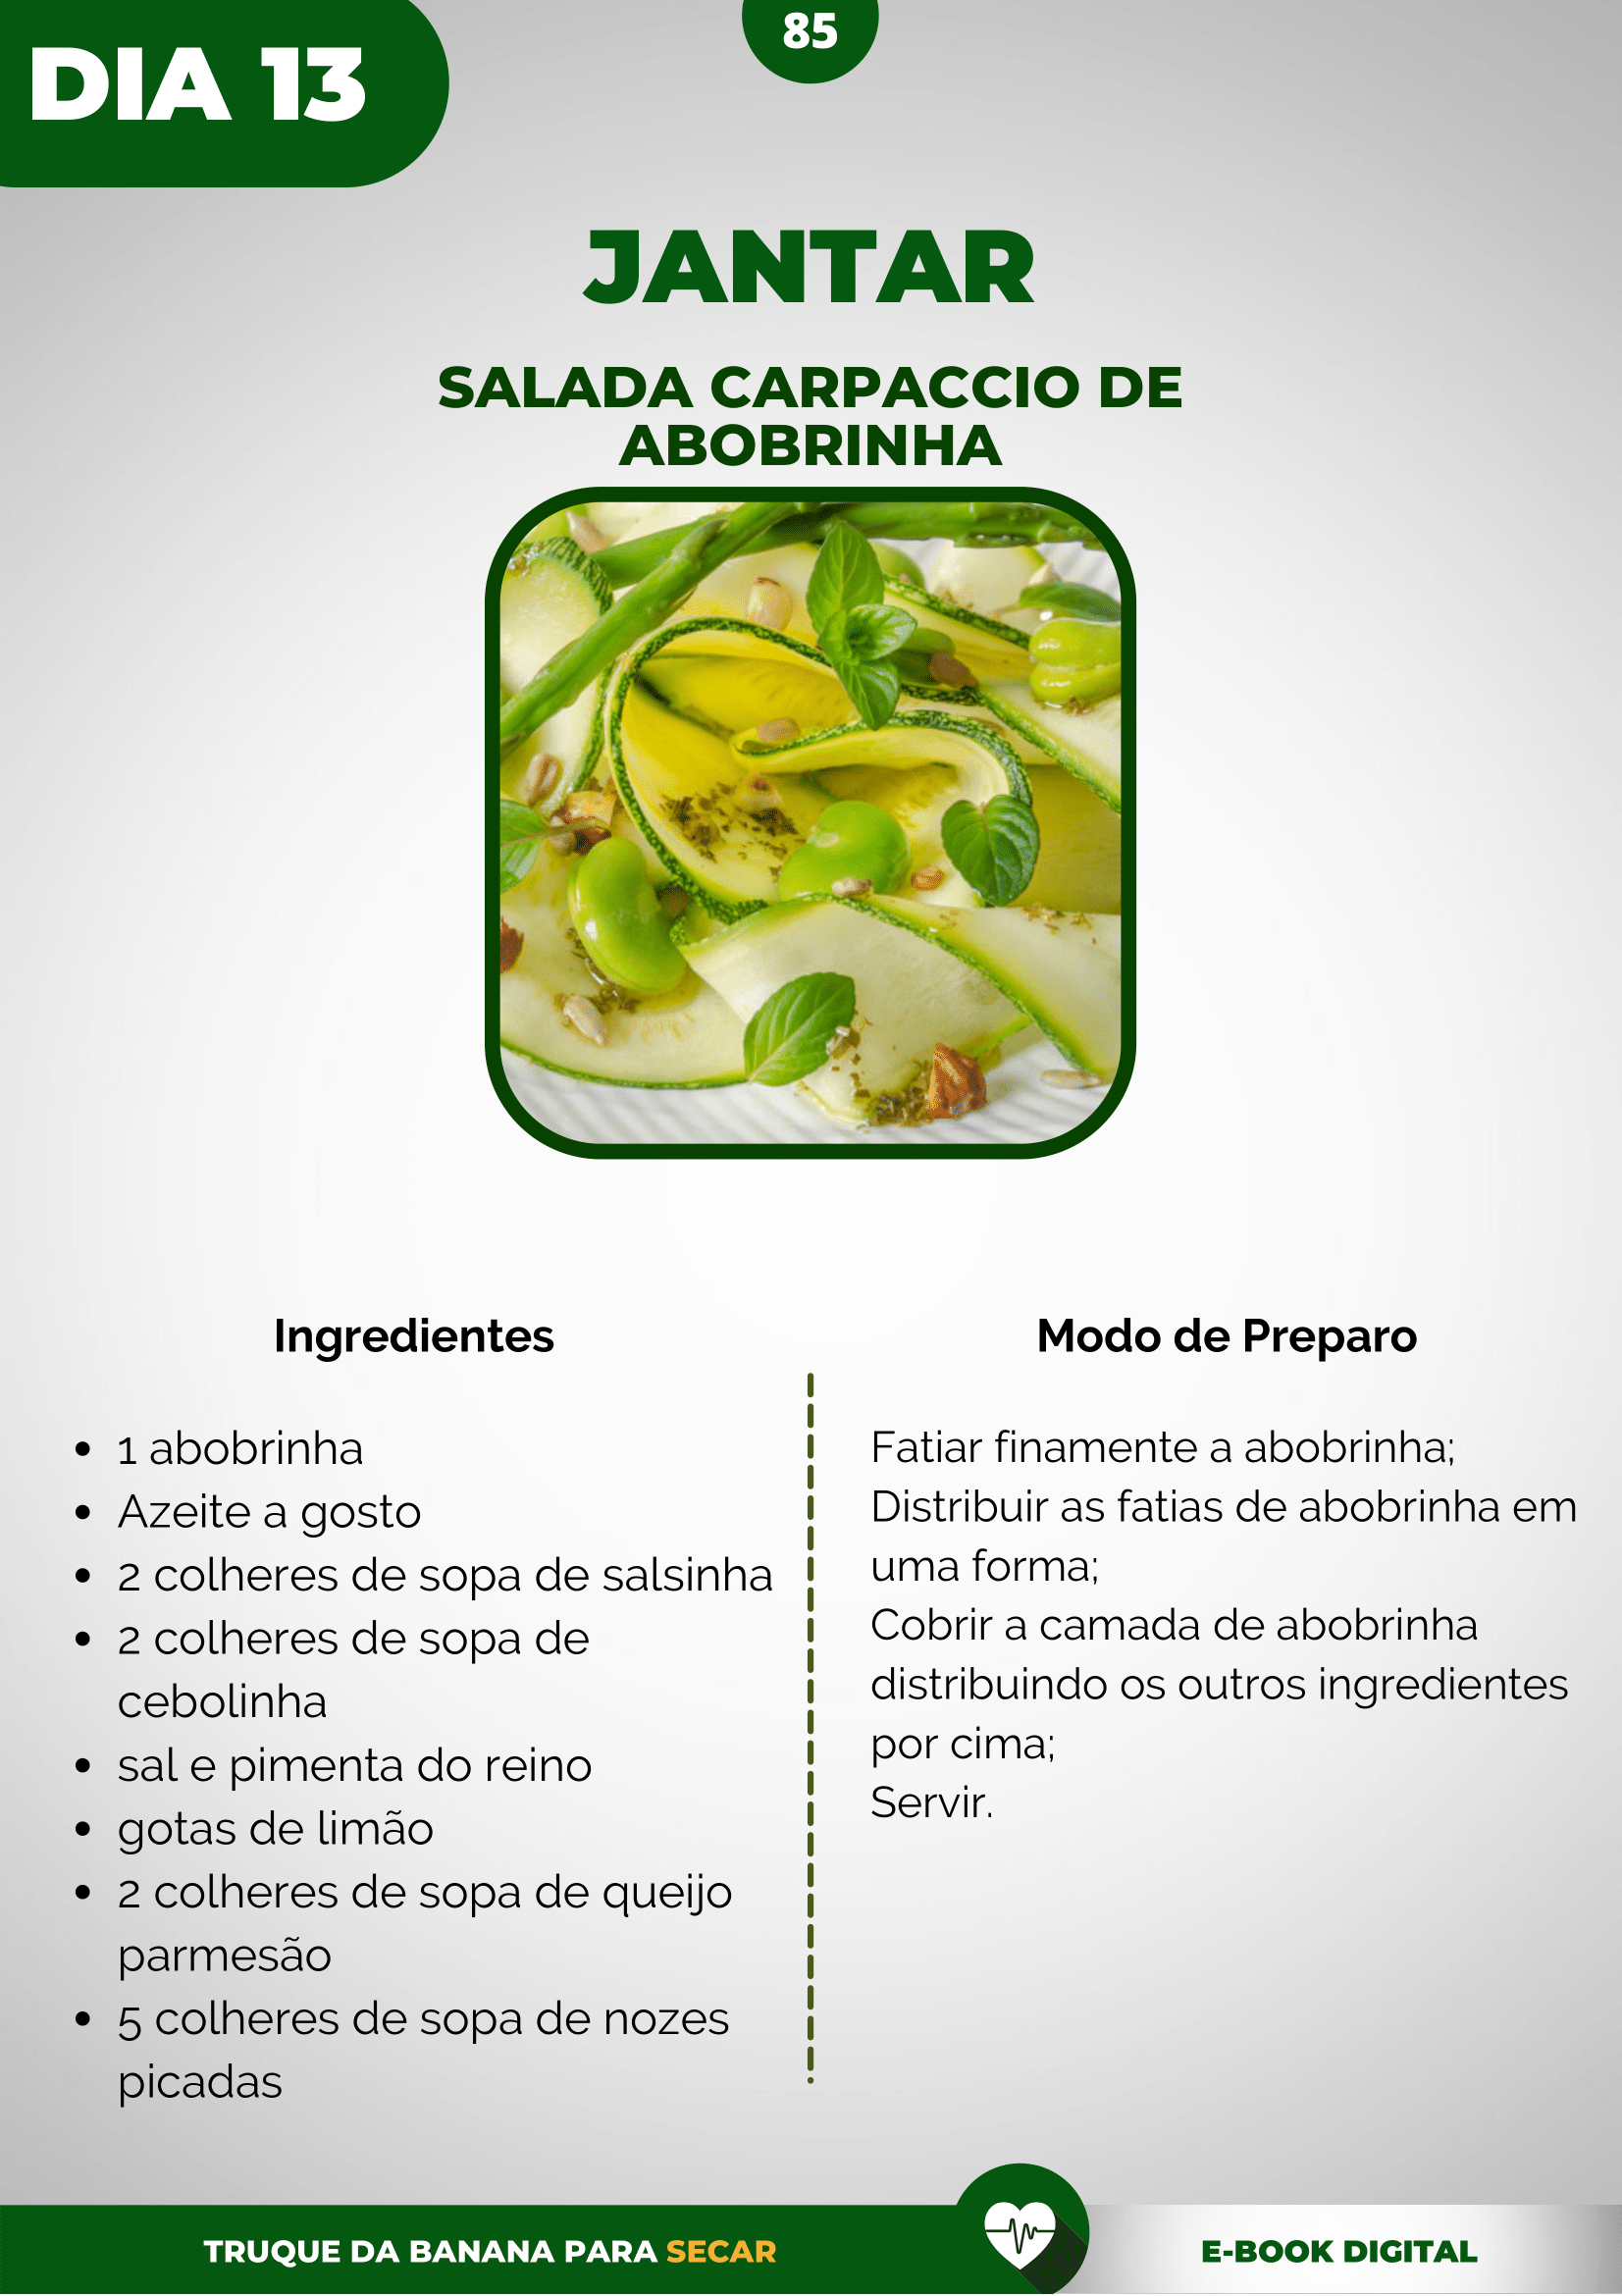 DIA 13
85
JANTAR
SALADA CARPACCIO DE
ABOBRINHA
Ingredientes
• 1 abobrinha
• Azeite a gosto
• 2 colheres de sopa de salsinha
• 2 colheres de sopa de
cebolinha
• sal e pimenta do reino
• gotas de limão
• 2 colheres de sopa de queijo
parmesão
• 5 colheres de sopa de nozes
picadas
Modo de Preparo
Fatiar finamente a abobrinha;
Distribuir as fatias de abobrinha em
uma forma;
Cobrir a camada de abobrinha
distribuindo os outros ingredientes
por cima;
Servir.
TRUQUE DA BANANA PARA SECAR
E-BOOK DIGITAL